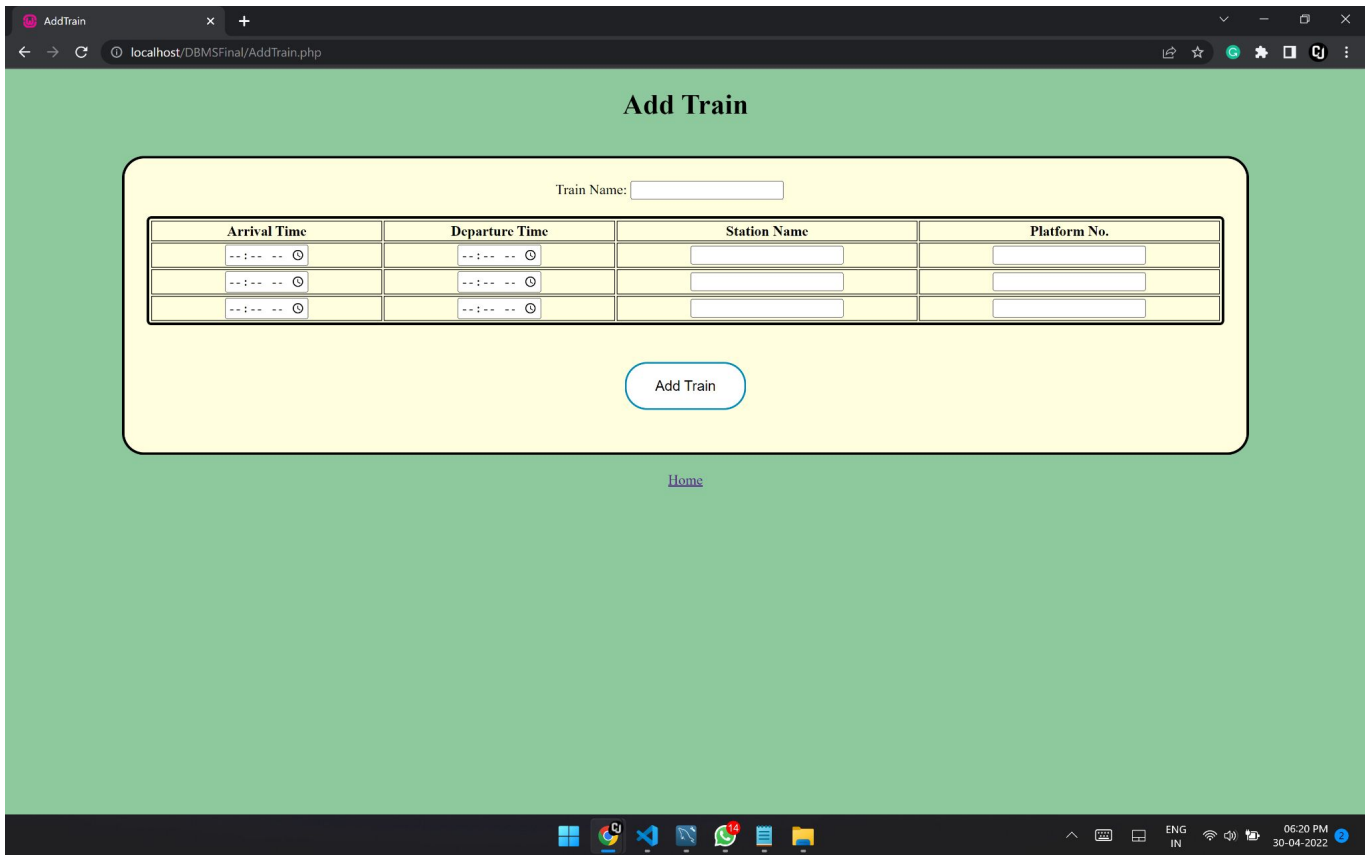 AddTrain
localhost/DBMSFinal/AddTrain.php
Add Train
Train Name:
Arrival Time Departure Time Station Name Platform No.
--:-- -- --:-- --
--:-- -- --:-- --
--:-- -- --:-- --
Add Train
Home
14
ENG
IN
06:20 PM
30-04-2022
2